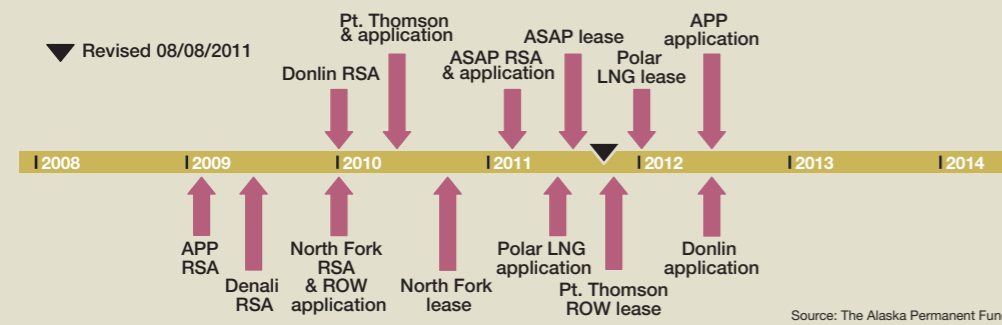 Revised 08/08/2011
Pt. Thomson
& application
Donlin RSA
ASAP RSA
& application
ASAP lease
Polar
LNG lease
APP
application
2008
2009
2010
2011
2012
2013
2014
APP
RSA
Denali
RSA
North Fork
RSA
& ROW
application
North Fork
lease
Polar LNG
application
Pt. Thomson
ROW lease
Donlin
application
Source: The Alaska Permanent Fun